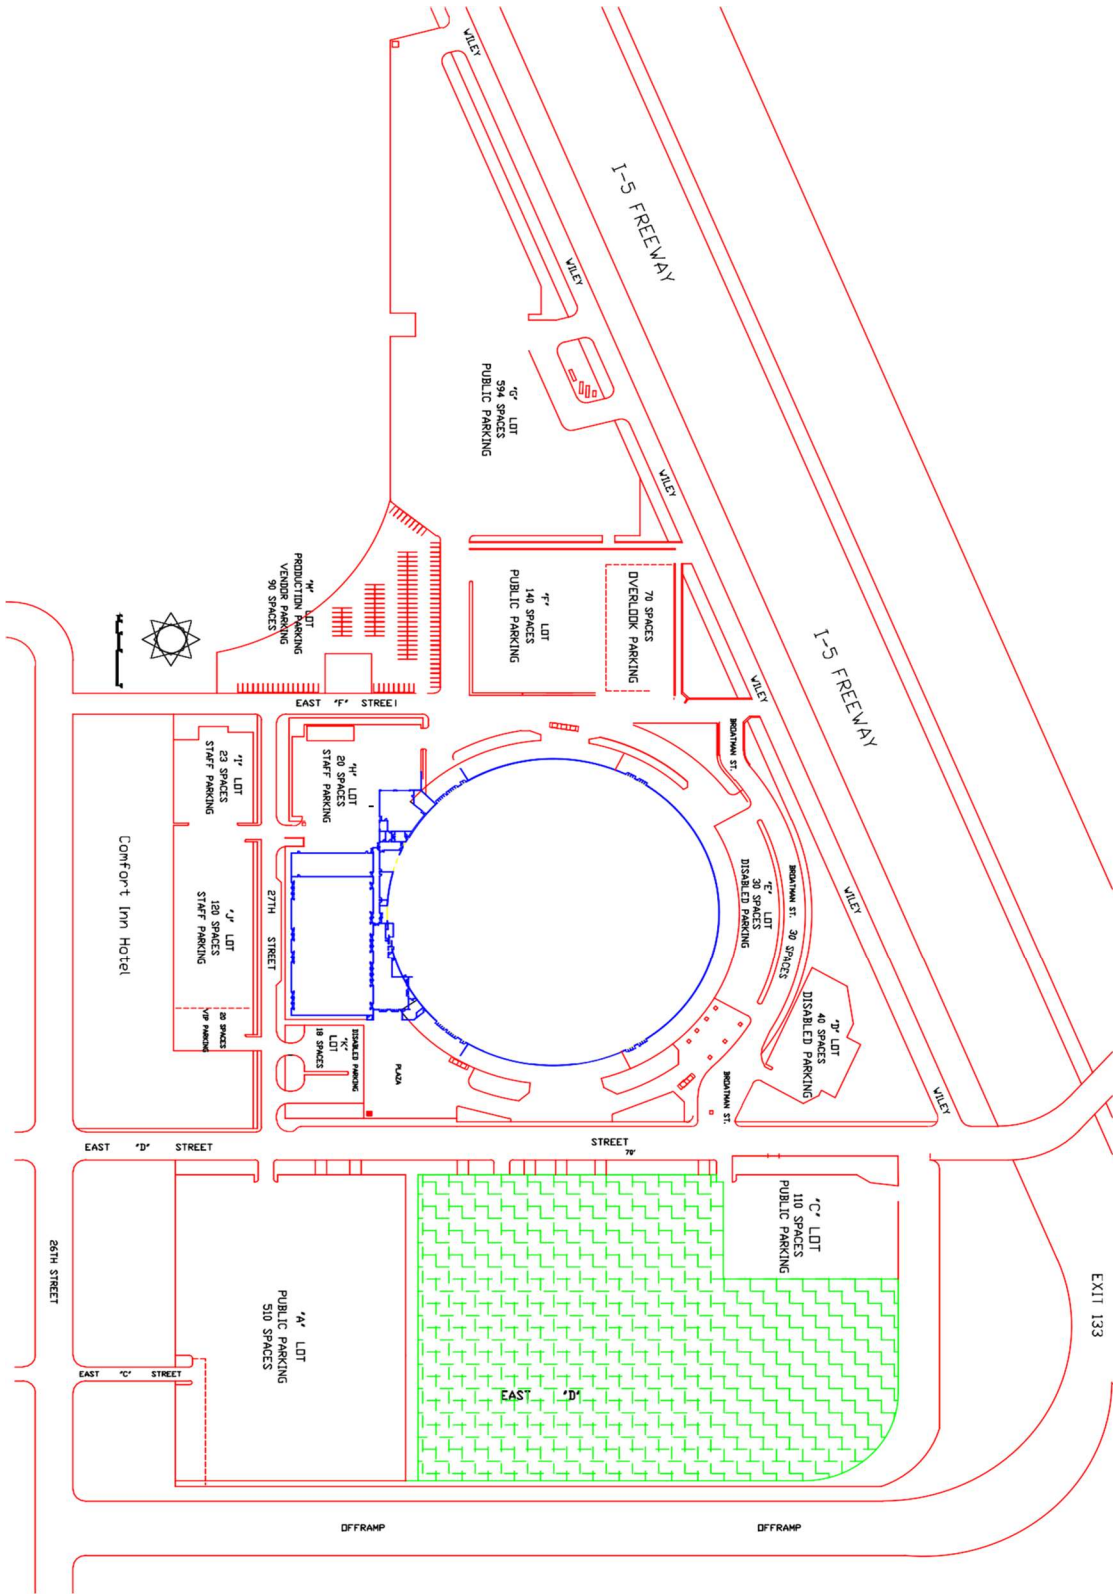 WILEY
I-5 FREEWAY
WILEY
"G" LOT
594 SPACES
PUBLIC PARKING
WILEY
"M" LOT
PRODUCTION PARKING
VENDOR PARKING
90 SPACES
"F" LOT
140 SPACES
PUBLIC PARKING
70 SPACES
OVERLOOK PARKING
I-5 FREEWAY
WILEY
EAST "F" STREET
BROATMAN ST.
"I" LOT
23 SPACES
STAFF PARKING
"H" LOT
20 SPACES
STAFF PARKING
Comfort Inn Hotel
"J" LOT
120 SPACES
STAFF PARKING
27TH STREET
"E" LOT
30 SPACES
DISABLED PARKING
BROATMAN ST. 30 SPACES
WILEY
20 SPACES
VIP PARKING
DISABLED PARKING
"K"
LOT
18 SPACES
PLAZA
"D" LOT
40 SPACES
DISABLED PARKING
BROATMAN ST.
WILEY
EAST "D" STREET
STREET
70'
"C" LOT
110 SPACES
PUBLIC PARKING
26TH STREET
"A" LOT
PUBLIC PARKING
510 SPACES
EXIT 133
EAST "C" STREET
EAST "D"
OFFRAMP
OFFRAMP